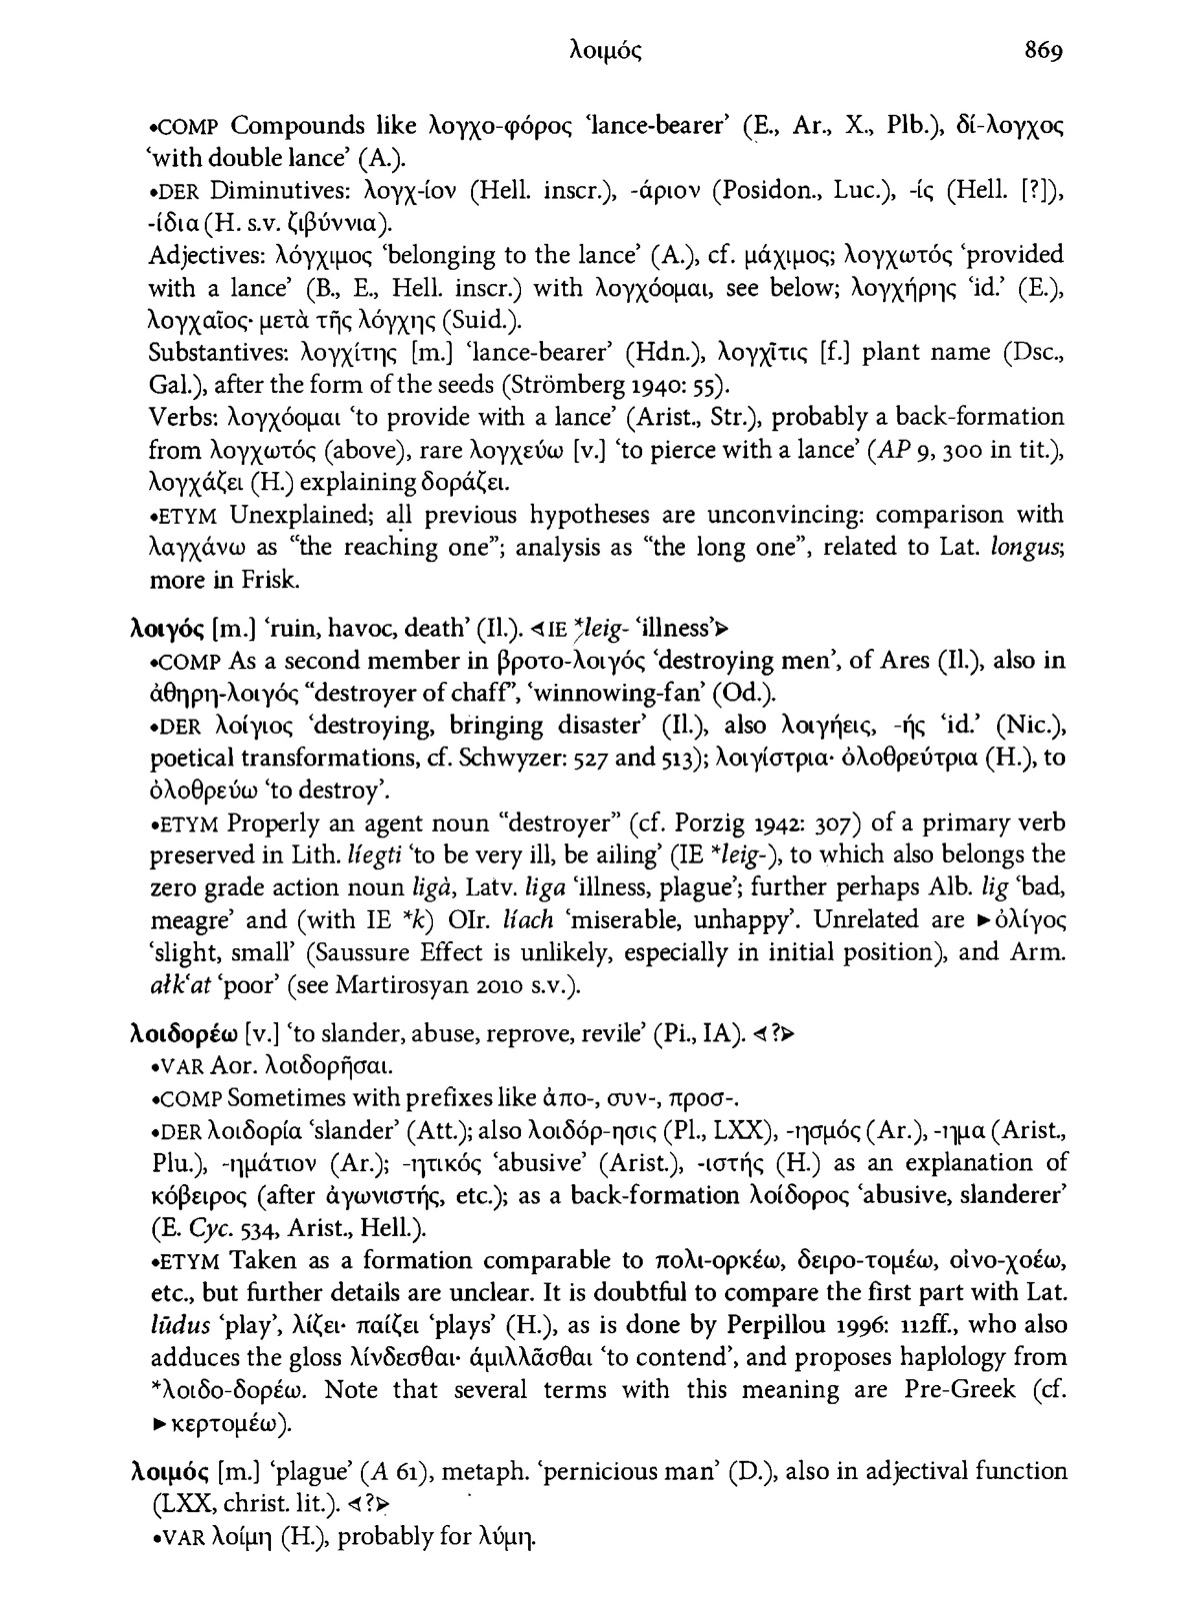 λοιμός 869
•COMP Compounds like λογχο-φόρος ‘lance-bearer’ (E., Ar., X., Plb.), δί-λογχος
‘with double lance’ (A.).
•DER Diminutives: λογχ-ίον (Hell. inscr.), -άριον (Posidon., Luc.), -ίς (Hell. [?]),
-ίδια (H. s.v. ζιβύννια).
Adjectives: λόγχιμος ‘belonging to the lance’ (A.), cf. μάχιμος; λογχωτός ‘provided
with a lance’ (B., E., Hell. inscr.) with λογχόομαι, see below; λογχήρης ‘id.’ (E.),
λογχαῖος· μετὰ τῆς λόγχης (Suid.).
Substantives: λογχίτης [m.] ‘lance-bearer’ (Hdn.), λογχῖτις [f.] plant name (Dsc.,
Gal.), after the form of the seeds (Strömberg 1940: 55).
Verbs: λογχόομαι ‘to provide with a lance’ (Arist., Str.), probably a back-formation
from λογχωτός (above), rare λογχεύω [v.] ‘to pierce with a lance’ (AP 9, 300 in tit.),
λογχάζει (H.) explaining δοράζει.
•ETYM Unexplained; all previous hypotheses are unconvincing: comparison with
λαγχάνω as “the reaching one”; analysis as “the long one”, related to Lat. longus;
more in Frisk.
λοιγός [m.] ‘ruin, havoc, death’ (Il.). ⮜IE *leig- ‘illness’⮞
•COMP As a second member in βροτο-λοιγός ‘destroying men’, of Ares (Il.), also in
ἀθηρη-λοιγός “destroyer of chaff”, ‘winnowing-fan’ (Od.).
•DER λοίγιος ‘destroying, bringing disaster’ (Il.), also λοιγήεις, -ής ‘id.’ (Nic.),
poetical transformations, cf. Schwyzer: 527 and 513); λοιγίστρια· ὀλοθρεύτρια (H.), to
ὀλοθρεύω ‘to destroy’.
•ETYM Properly an agent noun “destroyer” (cf. Porzig 1942: 307) of a primary verb
preserved in Lith. líegti ‘to be very ill, be ailing’ (IE *leig-), to which also belongs the
zero grade action noun ligà, Latv. liga ‘illness, plague’; further perhaps Alb. lig ‘bad,
meagre’ and (with IE *k) OIr. líach ‘miserable, unhappy’. Unrelated are ►ὀλίγος
‘slight, small’ (Saussure Effect is unlikely, especially in initial position), and Arm.
ałkʿat ‘poor’ (see Martirosyan 2010 s.v.).
λοιδορέω [v.] ‘to slander, abuse, reprove, revile’ (Pi., IA). ⮜?⮞
•VAR Aor. λοιδορῆσαι.
•COMP Sometimes with prefixes like ἀπο-, συν-, προσ-.
•DER λοιδορία ‘slander’ (Att.); also λοιδόρ-ησις (Pl., LXX), -ησμός (Ar.), -ημα (Arist.,
Plu.), -ημάτιον (Ar.); -ητικός ‘abusive’ (Arist.), -ιστής (H.) as an explanation of
κόβειρος (after ἀγωνιστής, etc.); as a back-formation λοίδορος ‘abusive, slanderer’
(E. Cyc. 534, Arist., Hell.).
•ETYM Taken as a formation comparable to πολι-ορκέω, δειρο-τομέω, οἰνο-χοέω,
etc., but further details are unclear. It is doubtful to compare the first part with Lat.
lūdus ‘play’, λίζει· παίζει ‘plays’ (H.), as is done by Perpillou 1996: 112ff., who also
adduces the gloss λίνδεσθαι· ἁμιλλᾶσθαι ‘to contend’, and proposes haplology from
*λοιδο-δορέω. Note that several terms with this meaning are Pre-Greek (cf.
►κερτομέω).
λοιμός [m.] ‘plague’ (A 61), metaph. ‘pernicious man’ (D.), also in adjectival function
(LXX, christ. lit.). ⮜?⮞
•VAR λοίμη (H.), probably for λύμη.